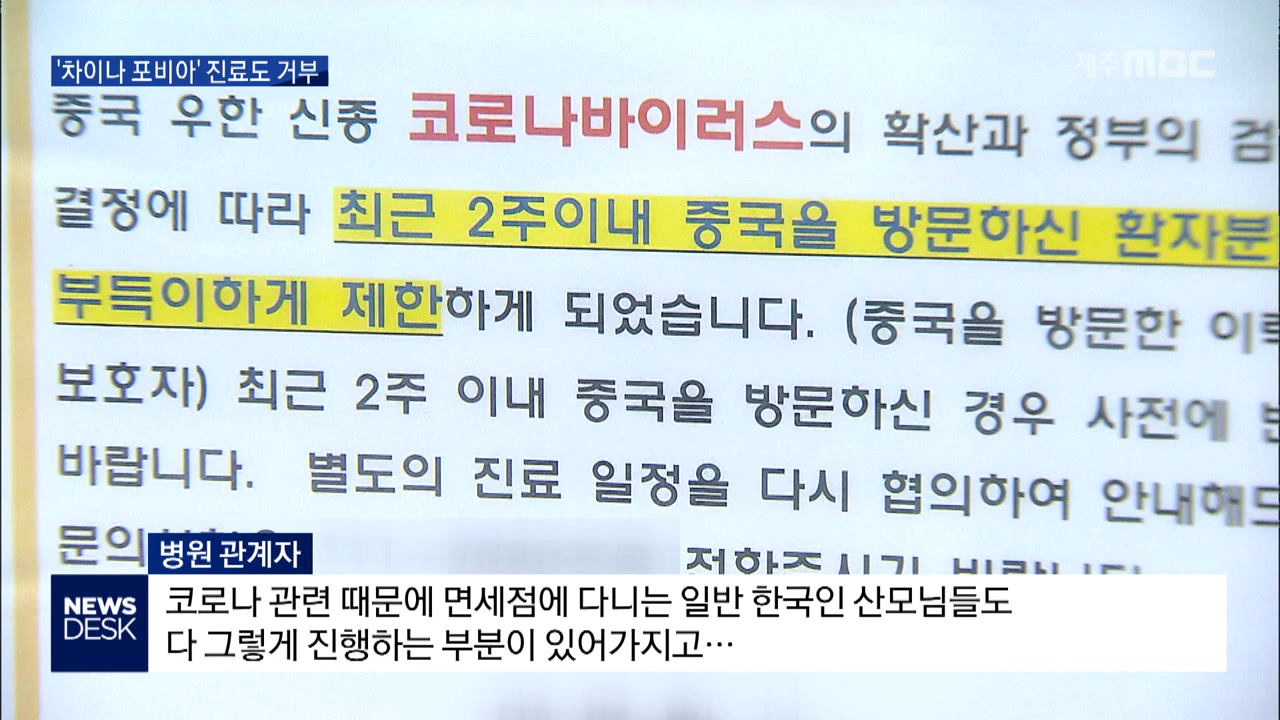 '차이나 포비아' 진료도 거부
제주MBC
중국 우한 신종 코로나바이러스의 확산과 정부의 검
결정에 따라 최근 2주이내 중국을 방문하신 환자분
부득이하게 제한하게 되었습니다. (중국을 방문한 이력
보호자) 최근 2주 이내 중국을 방문하신 경우 사전에
바랍니다. 별도의 진료 일정을 다시 협의하여 안내해드
문의
병원 관계자
NEWS
DESK
코로나 관련 때문에 면세점에 다니는 일반 한국인 산모님들도
다 그렇게 진행하는 부분이 있어가지고…